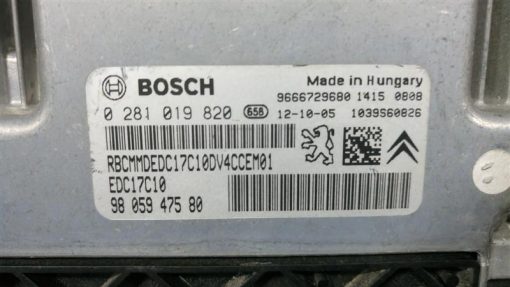 BOSCH
Made in Hungary
9666729680 1415 0808
0 281 019 820 658 12-10-05 1039S60826
RBCMMDEDC17C10DV4CCEM01
EDC17C10
98 059 475 80